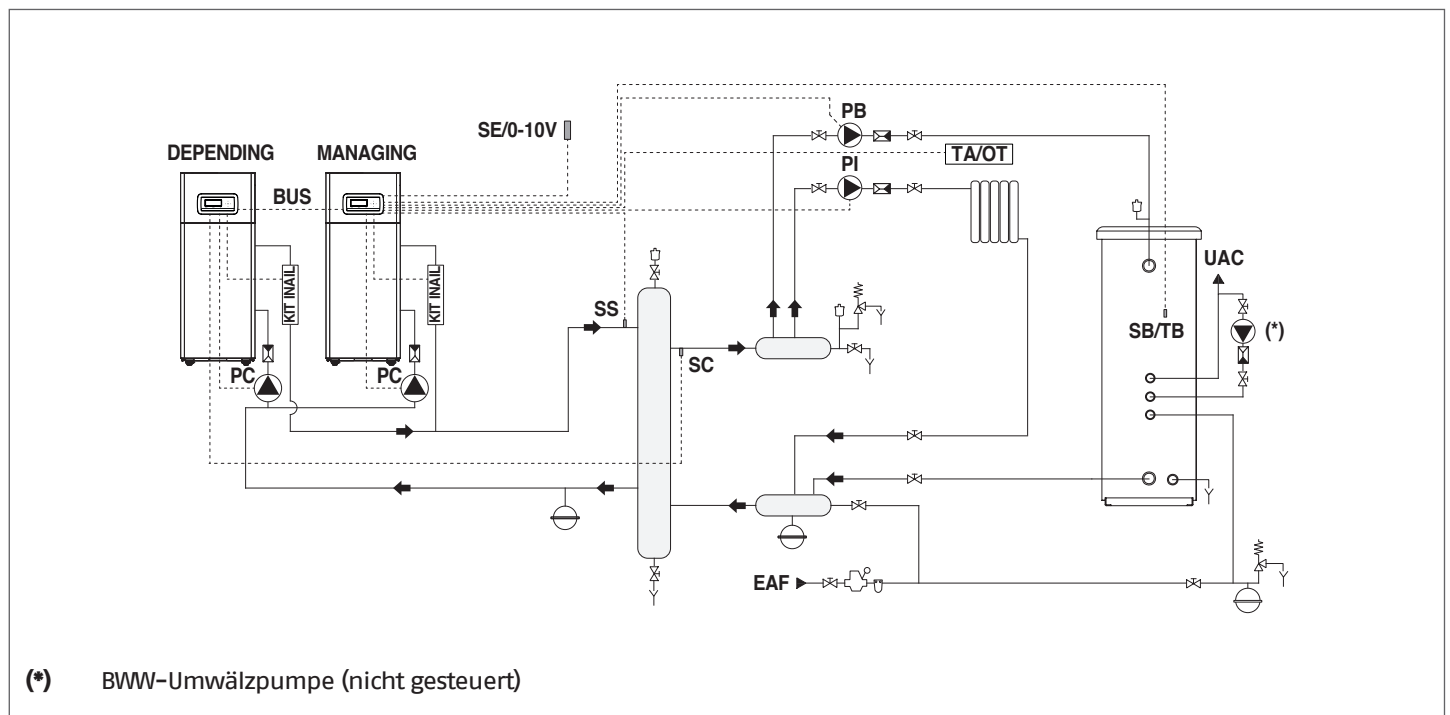 PB
SE/0-10V
TA/OT
DEPENDING
MANAGING
PI
BUS
UAC
KIT INAIL
KIT INAIL
SS
SB/TB
(*)
SC
PC
PC
EAF
(*) BWW-Umwälzpumpe (nicht gesteuert)